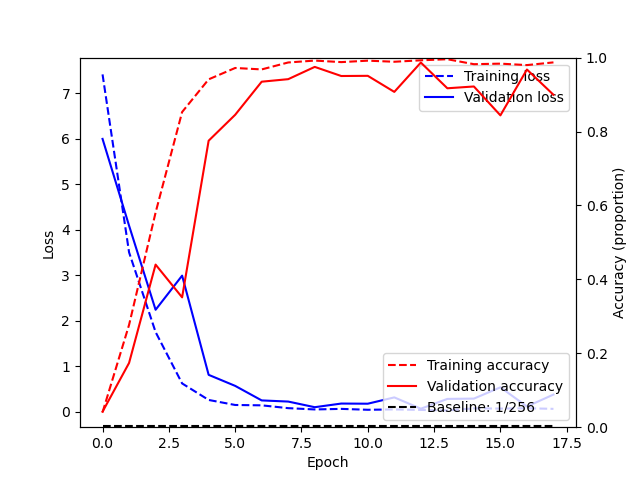 Training loss
Validation loss
Training accuracy
Validation accuracy
Baseline: 1/256
Loss
7
6
5
4
3
2
1
0
Accuracy (proportion)
1.0
0.8
0.6
0.4
0.2
0.0
0.0 2.5 5.0 7.5 10.0 12.5 15.0 17.5
Epoch